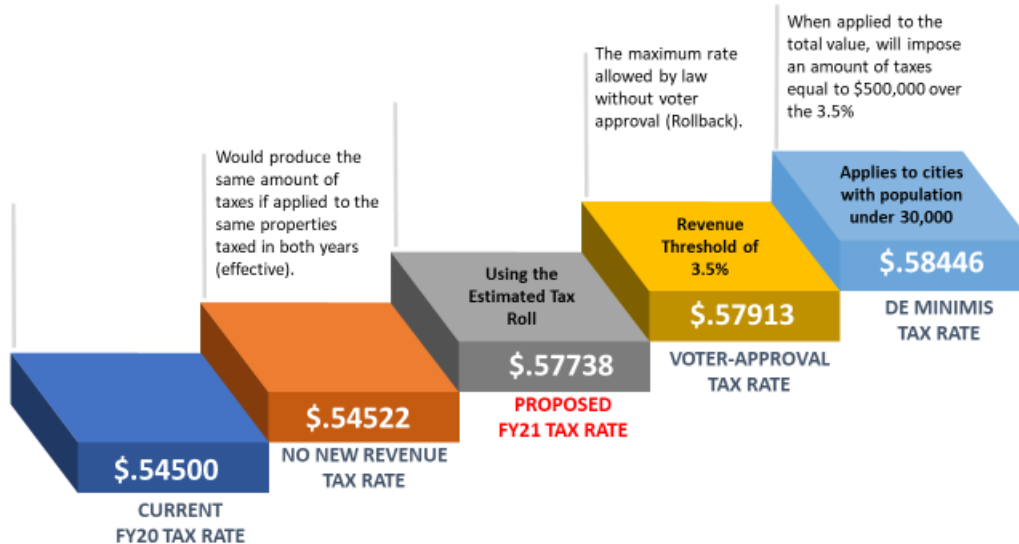 Would produce the
same amount of
taxes if applied to the
same properties
taxed in both years
(effective).
The maximum rate
allowed by law
without voter
approval (Rollback).
When applied to the
total value, will impose
an amount of taxes
equal to $500,000 over
the 3.5%
$.54500
CURRENT
FY20 TAX RATE
$.54522
NO NEW REVENUE
TAX RATE
Using the
Estimated Tax
Roll
$.57738
PROPOSED
FY21 TAX RATE
Revenue
Threshold of
3.5%
$.57913
VOTER-APPROVAL
TAX RATE
Applies to cities
with population
under 30,000
$.58446
DE MINIMIS
TAX RATE